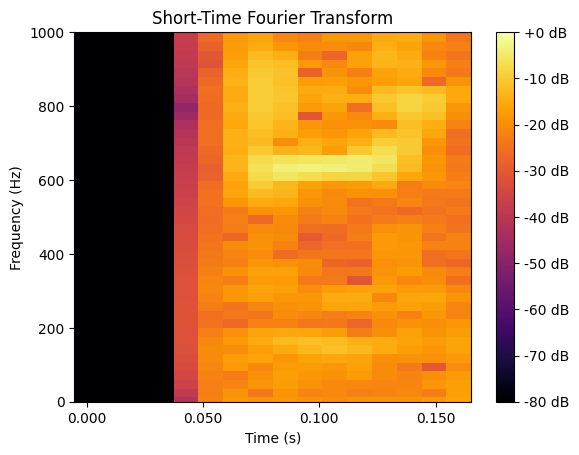 Short-Time Fourier Transform
1000
800
600
400
200
0
Frequency (Hz)
0.000
0.050
0.100
0.150
Time (s)
+0 dB
-10 dB
-20 dB
-30 dB
-40 dB
-50 dB
-60 dB
-70 dB
-80 dB